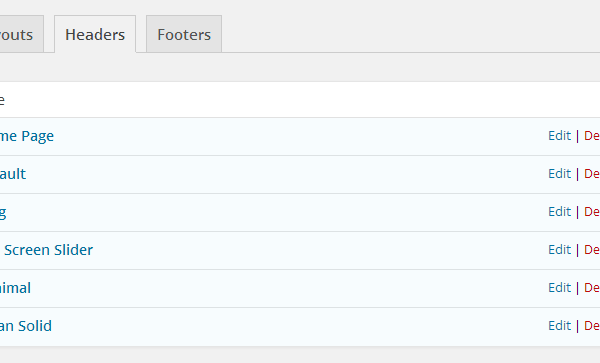 youts Headers Footers
e
me Page Edit | De
ault Edit | De
g Edit | De
Screen Slider Edit | De
nimal Edit | De
an Solid Edit | De